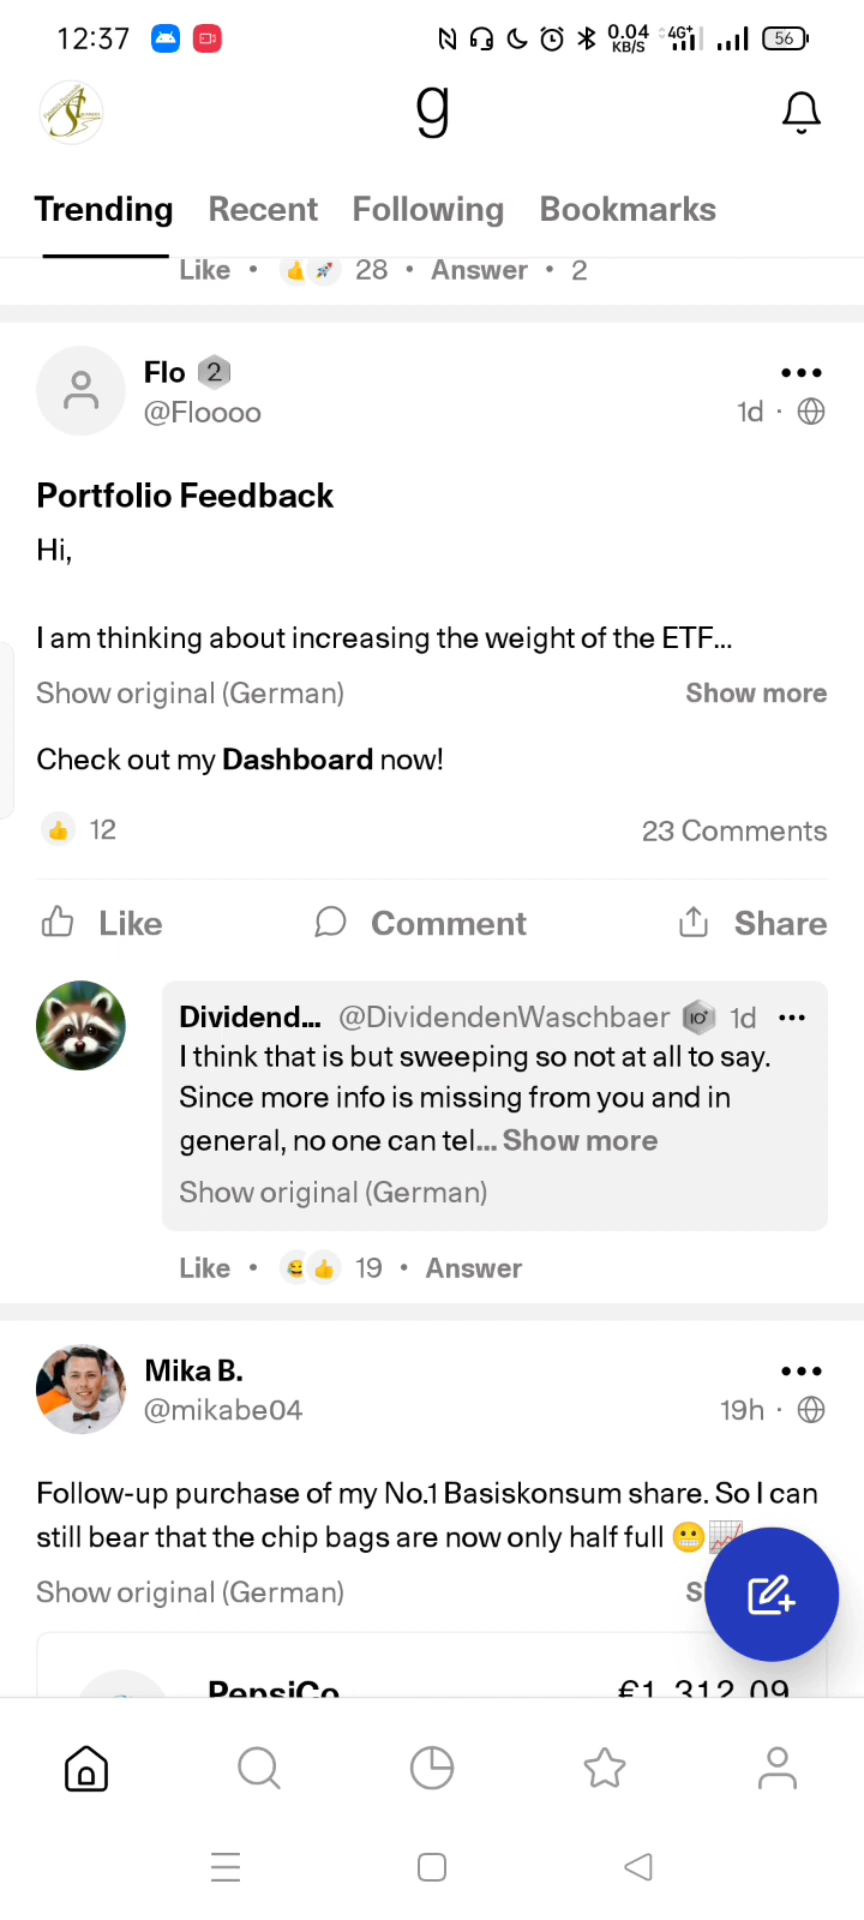 12:37
0.04
KB/S
4G+
56
g
Trending Recent Following Bookmarks
Like • 28 • Answer • 2
Flo 2
@Floooo
1d ·
Portfolio Feedback
Hi,
I am thinking about increasing the weight of the ETF...
Show original (German) Show more
Check out my Dashboard now!
12 23 Comments
Like Comment Share
Dividend... @DividendenWaschbaer 10+ 1d
I think that is but sweeping so not at all to say.
Since more info is missing from you and in
general, no one can tel... Show more
Show original (German)
Like • 19 • Answer
Mika B.
@mikabe04
19h ·
Follow-up purchase of my No.1 Basiskonsum share. So I can
still bear that the chip bags are now only half full
Show original (German)
PepsiCo €1,312.09